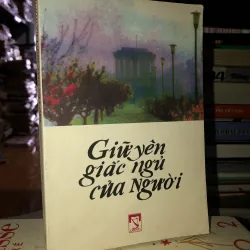 Giữ yên
giấc ngủ
của Người